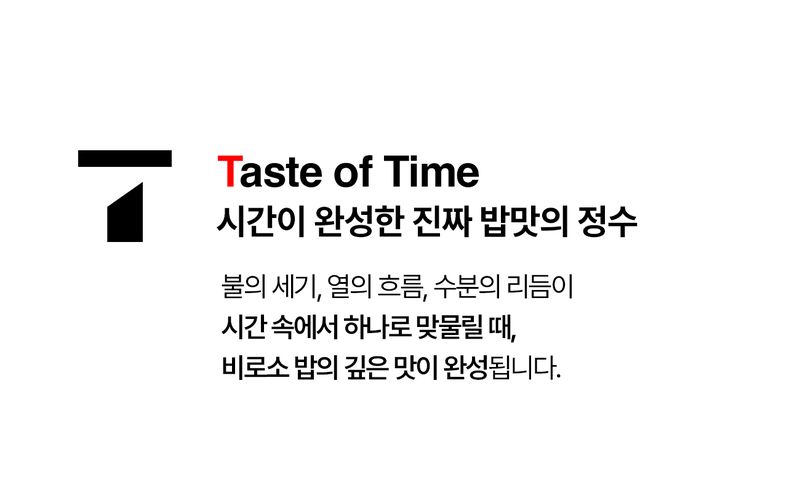 Taste of Time
시간이 완성한 진짜 밥맛의 정수
불의 세기, 열의 흐름, 수분의 리듬이
시간 속에서 하나로 맞물릴 때,
비로소 밥의 깊은 맛이 완성됩니다.